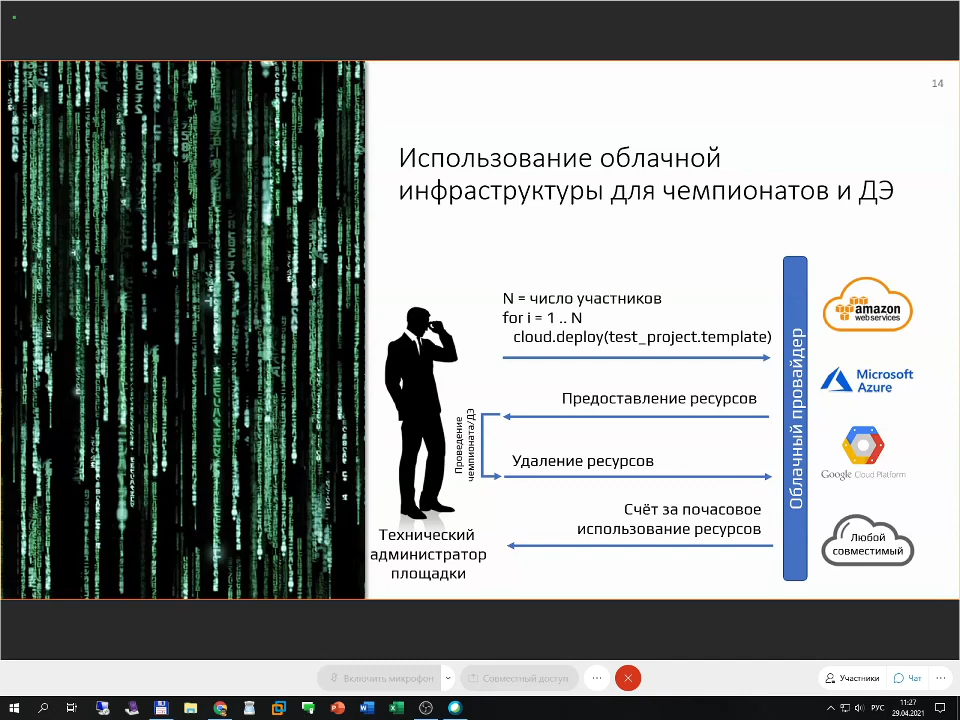 14
Использование облачной
инфраструктуры для чемпионатов и ДЭ
N = число участников
for i = 1 .. N
cloud.deploy(test_project.template)
Предоставление ресурсов
Проведение
чемпионата/ДЭ
Удаление ресурсов
Счёт за почасовое
использование ресурсов
Технический
администратор
площадки
Облачный провайдер
amazon
webservices
Microsoft
Azure
Google Cloud Platform
Любой
совместимый
Включить микрофон
Совместный доступ
Участники
Чат
РУС
11:27
29.04.2021